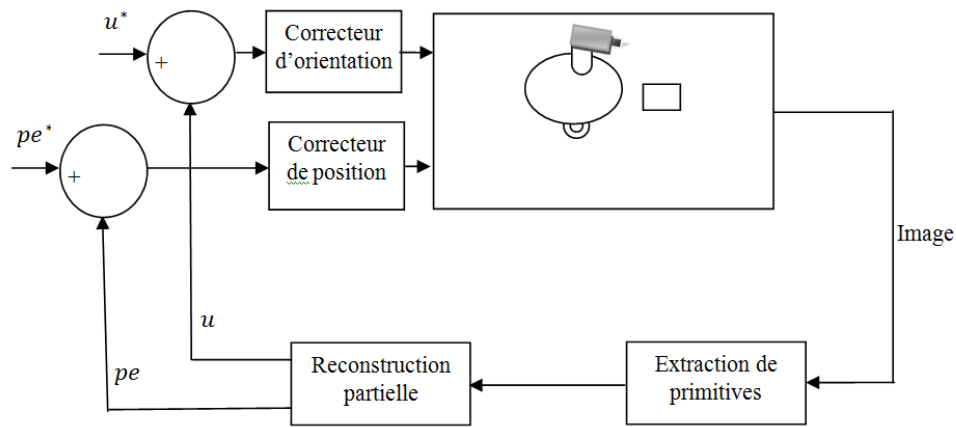 u*
+
Correcteur
d’orientation
pe*
+
Correcteur
de position
Image
u
pe
Reconstruction
partielle
Extraction de
primitives